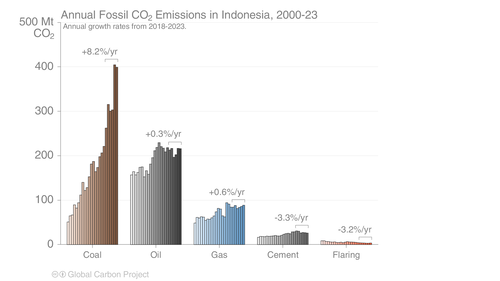 Annual Fossil CO₂ Emissions in Indonesia, 2000-23
Annual growth rates from 2018-2023.
500 Mt
CO₂
400
300
200
100
0
+8.2%/yr
+0.3%/yr
+0.6%/yr
-3.3%/yr
-3.2%/yr
Coal
Oil
Gas
Cement
Flaring
Global Carbon Project